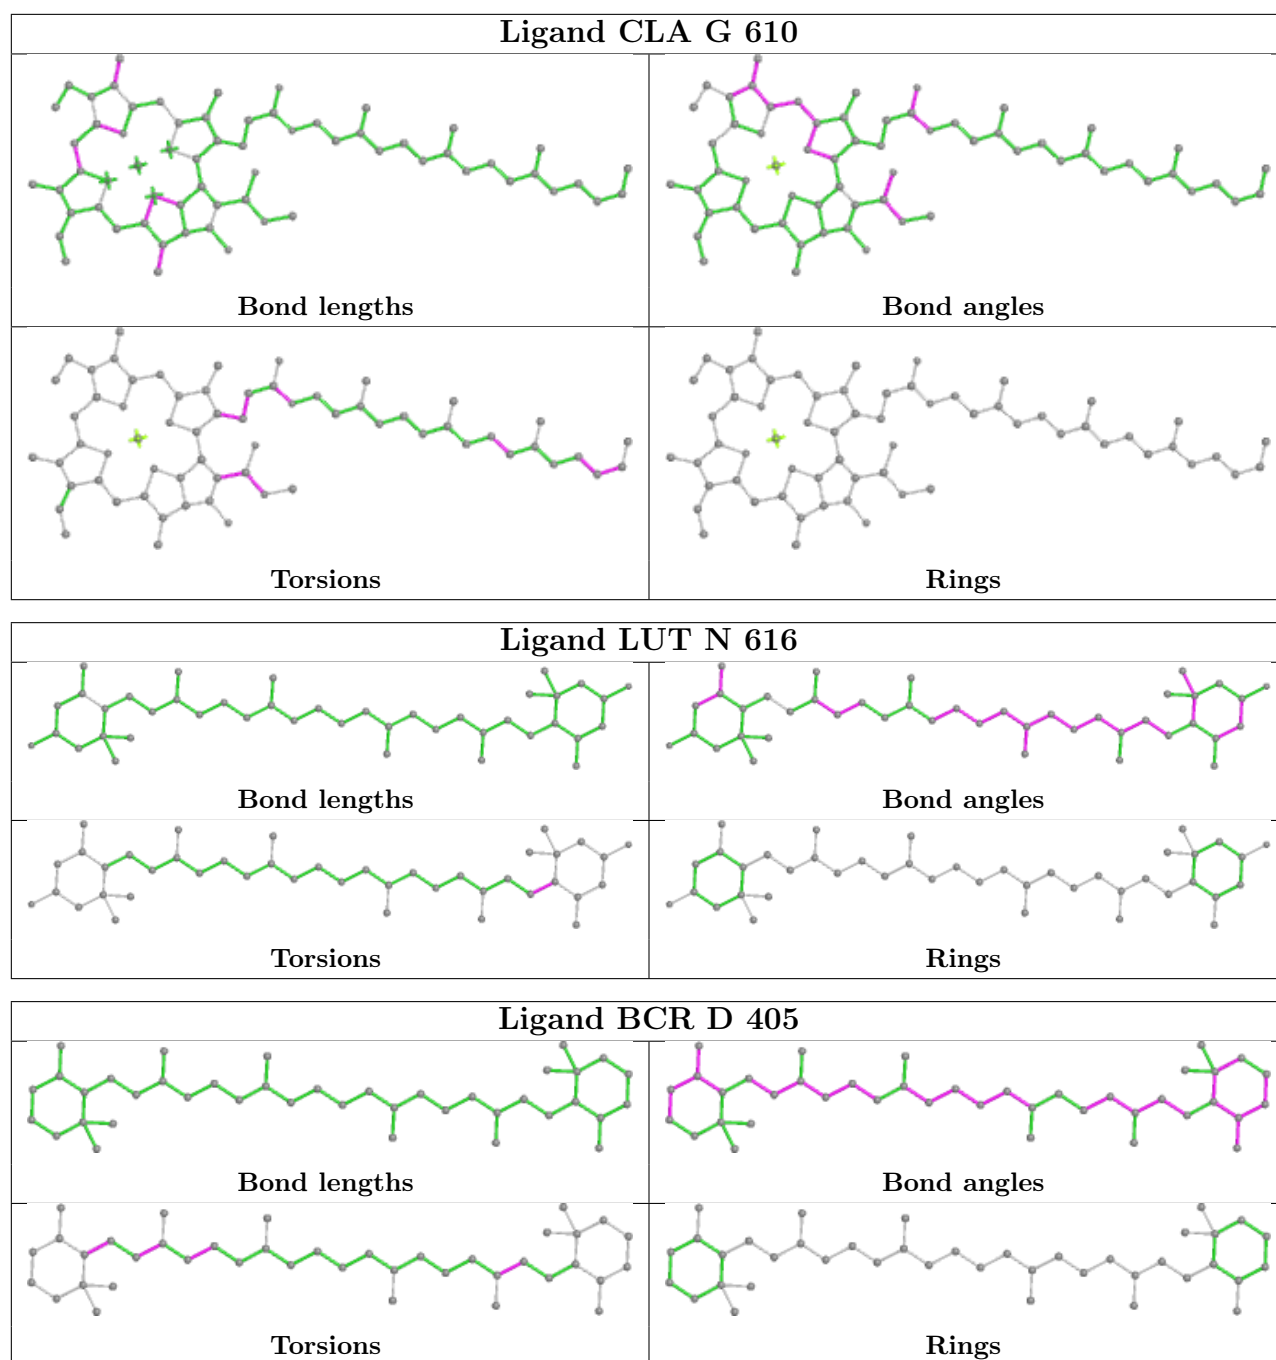 Ligand CLA G 610
Bond lengths
Bond angles
Torsions
Rings
Ligand LUT N 616
Bond lengths
Bond angles
Torsions
Rings
Ligand BCR D 405
Bond lengths
Bond angles
Torsions
Rings